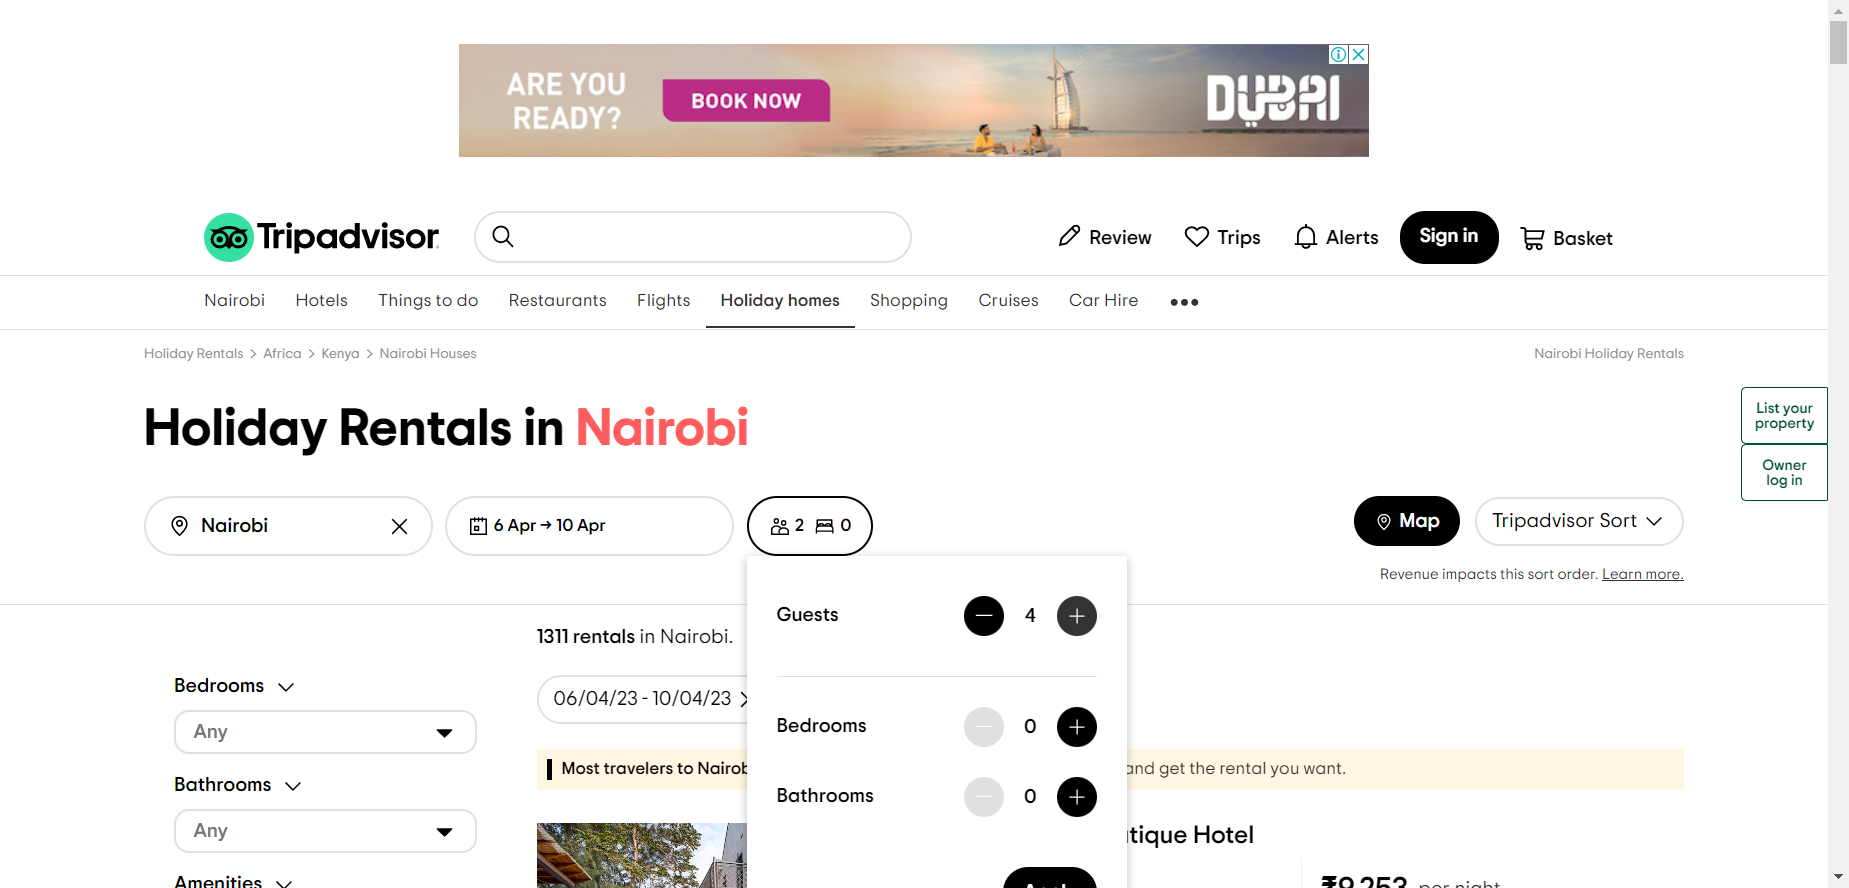 ARE YOU
READY?
BOOK NOW
DUBAI
Tripadvisor
Review
Trips
Alerts
Sign in
Basket
Nairobi
Hotels
Things to do
Restaurants
Flights
Holiday homes
Shopping
Cruises
Car Hire
Holiday Rentals > Africa > Kenya > Nairobi Houses
Nairobi Holiday Rentals
List your
property
Owner
log in
Holiday Rentals in Nairobi
Nairobi
6 Apr → 10 Apr
2
0
Map
Tripadvisor Sort
Revenue impacts this sort order. Learn more.
Guests
4
1311 rentals in Nairobi.
Bedrooms
Any
06/04/23 - 10/04/23
Bedrooms
0
Most travelers to
and get the rental you want.
Bathrooms
Any
Bathrooms
0
Hotel
Amenities
₹9,253 per night